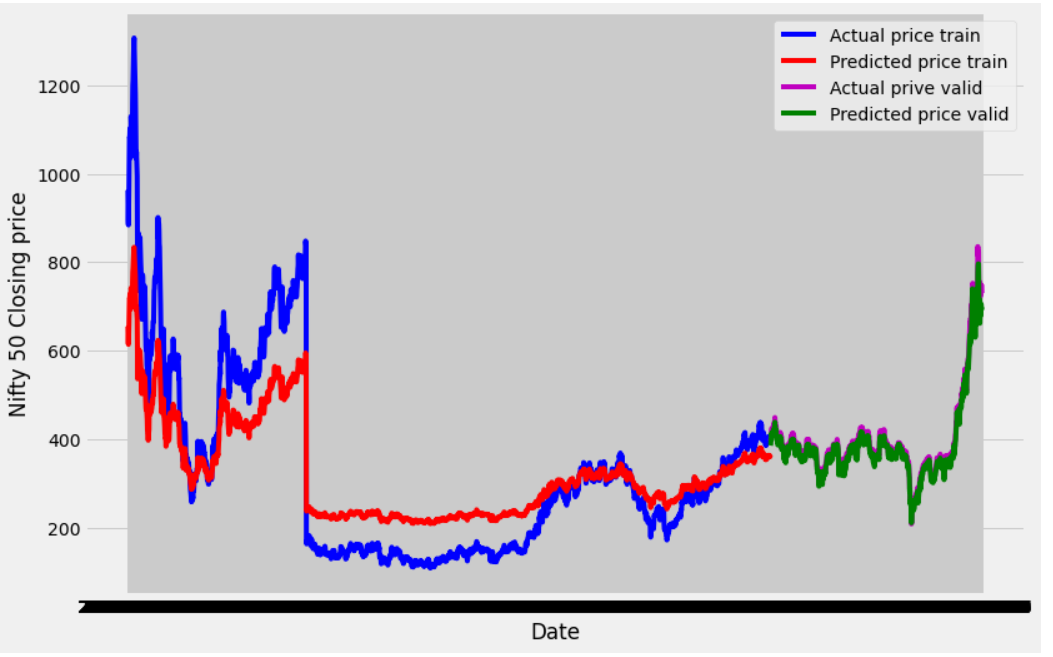 Actual price train
Predicted price train
Actual prive valid
Predicted price valid
1200
1000
800
600
400
200
Nifty 50 Closing price
Date